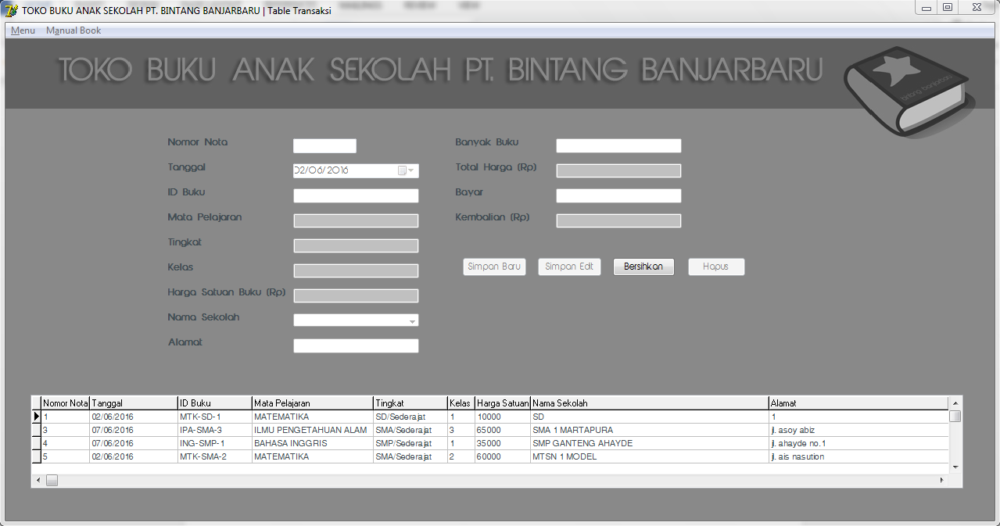 TOKO BUKU ANAK SEKOLAH PT. BINTANG BANJARBARU | Table Transaksi
Menu Manual Book
TOKO BUKU ANAK SEKOLAH PT. BINTANG BANJARBARU
Nomor Nota
Tanggal 02/06/2016
ID Buku
Mata Pelajaran
Tingkat
Kelas
Harga Satuan Buku (Rp)
Nama Sekolah
Alamat
Banyak Buku
Total Harga (Rp)
Bayar
Kembalian (Rp)
Simpan Baru Simpan Edit Bersihkan Hapus
Nomor Nota Tanggal ID Buku Mata Pelajaran Tingkat Kelas Harga Satuan Nama Sekolah Alamat
1 02/06/2016 MTK-SD-1 MATEMATIKA SD/Sederajat 1 10000 SD 1
3 07/06/2016 IPA-SMA-3 ILMU PENGETAHUAN ALAM SMA/Sederajat 3 65000 SMA 1 MARTAPURA jl. asoy abiz
4 07/06/2016 ING-SMP-1 BAHASA INGGRIS SMP/Sederajat 1 35000 SMP GANTENG AHAYDE jl. ahayde no.1
5 02/06/2016 MTK-SMA-2 MATEMATIKA SMA/Sederajat 2 60000 MTSN 1 MODEL jl. ais nasution